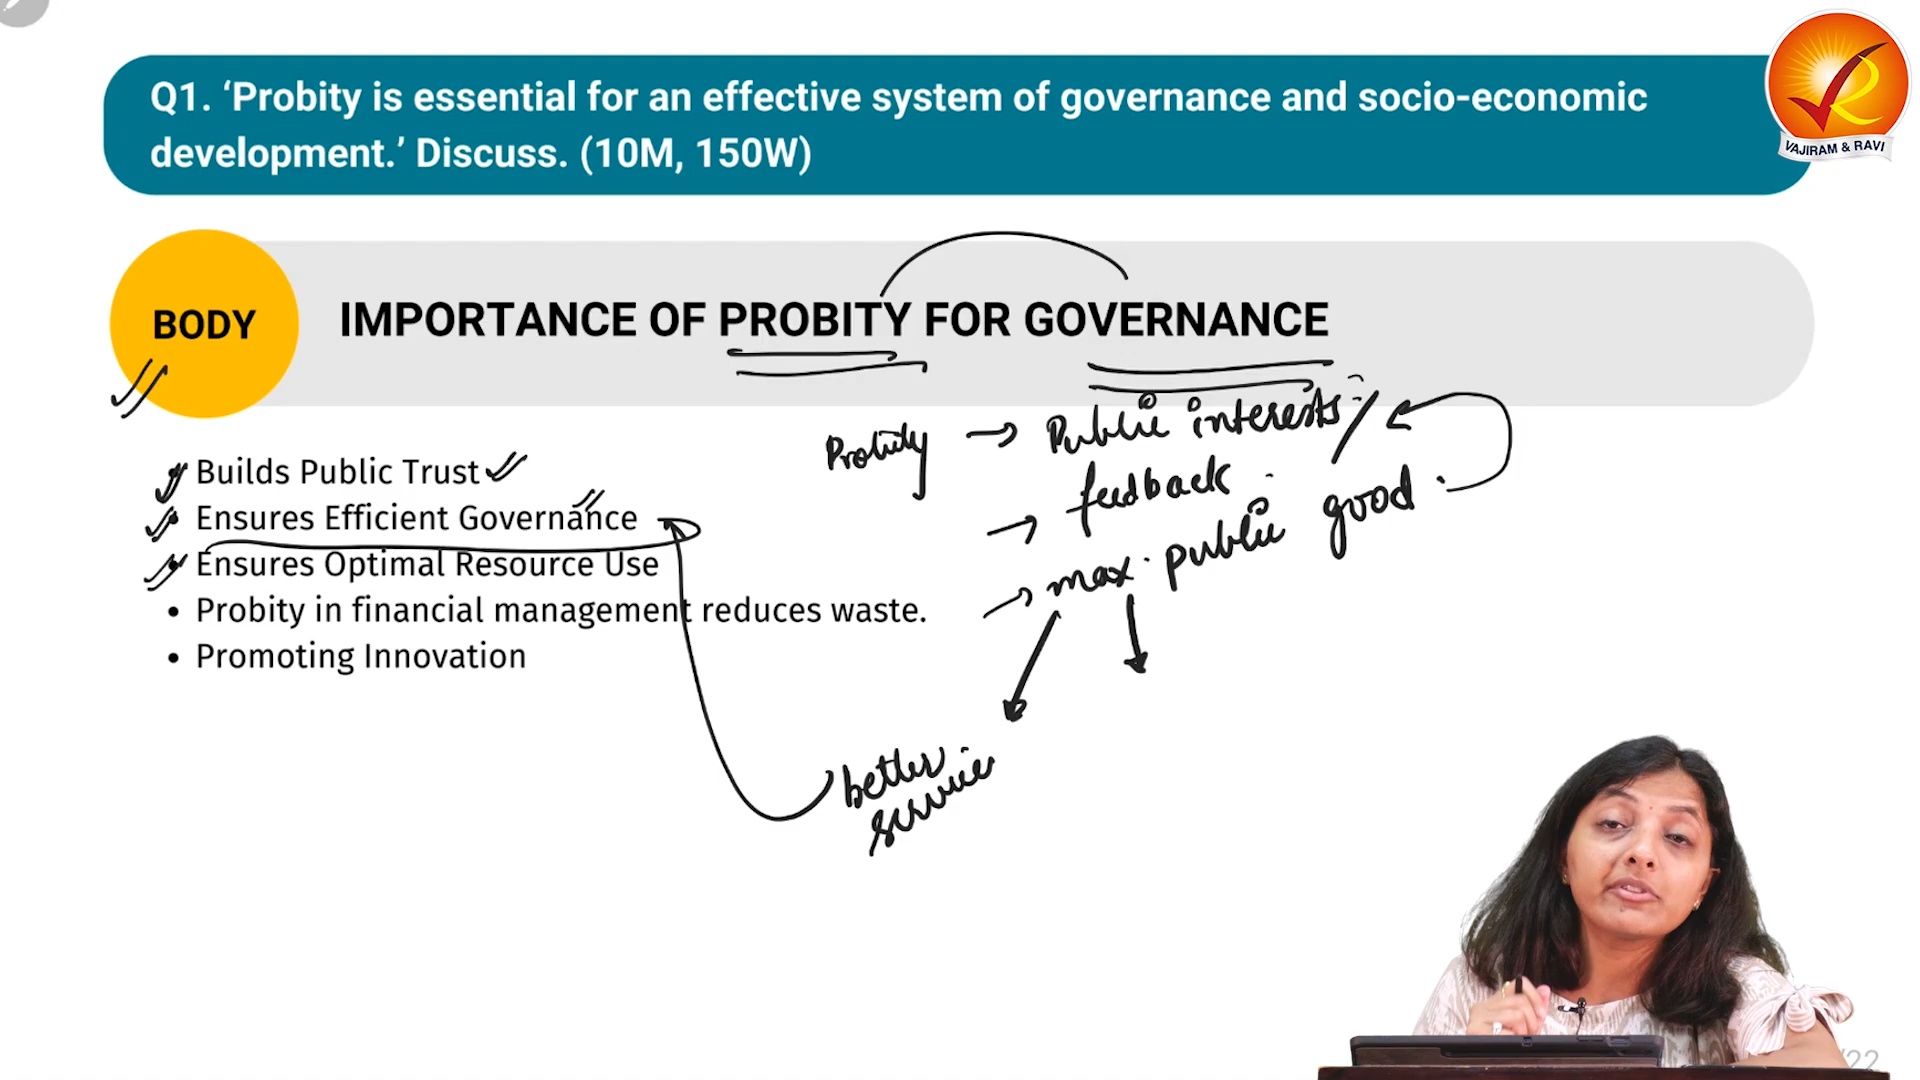 Q1. ‘Probity is essential for an effective system of governance and socio-economic
development.’ Discuss. (10M, 150W)
VAJIRAM & RAVI
BODY
IMPORTANCE OF PROBITY FOR GOVERNANCE
Builds Public Trust
Ensures Efficient Governance
Ensures Optimal Resource Use
Probity in financial management reduces waste.
Promoting Innovation
Probity → Public interests
→ feedback
→ max. public good.
better
service
/22